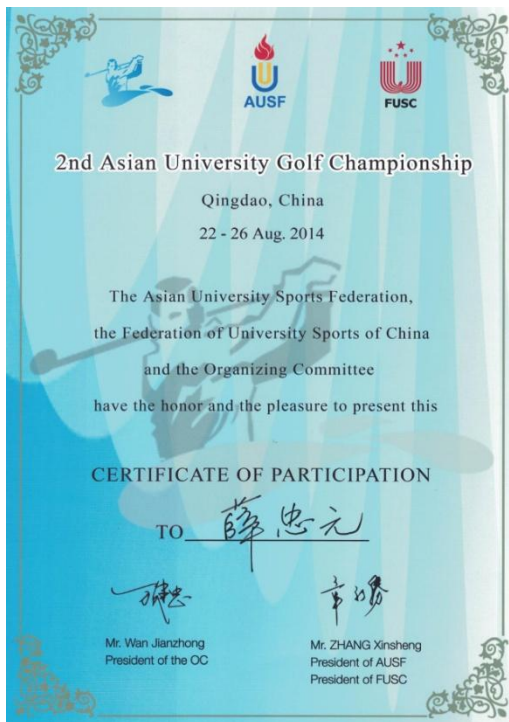 AUSF
FUSC
2nd Asian University Golf Championship
Qingdao, China
22 - 26 Aug. 2014
The Asian University Sports Federation,
the Federation of University Sports of China
and the Organizing Committee
have the honor and the pleasure to present this
CERTIFICATE OF PARTICIPATION
TO 薛忠元
Mr. Wan Jianzhong
President of the OC
Mr. ZHANG Xinsheng
President of AUSF
President of FUSC